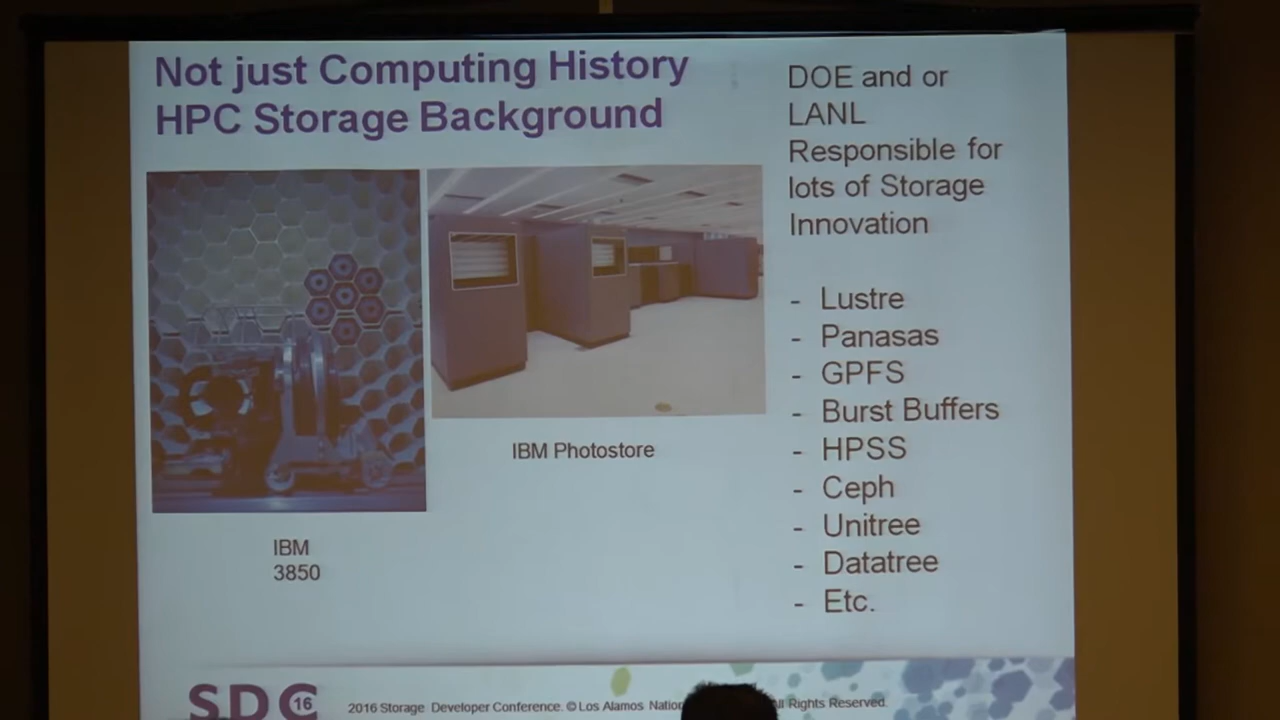 Not just Computing History
HPC Storage Background
IBM
3850
IBM Photostore
DOE and or
LANL
Responsible for
lots of Storage
Innovation
- Lustre
- Panasas
- GPFS
- Burst Buffers
- HPSS
- Ceph
- Unitree
- Datatree
- Etc.
SDC 16
2016 Storage Developer Conference. © Los Alamos Rights Reserved.